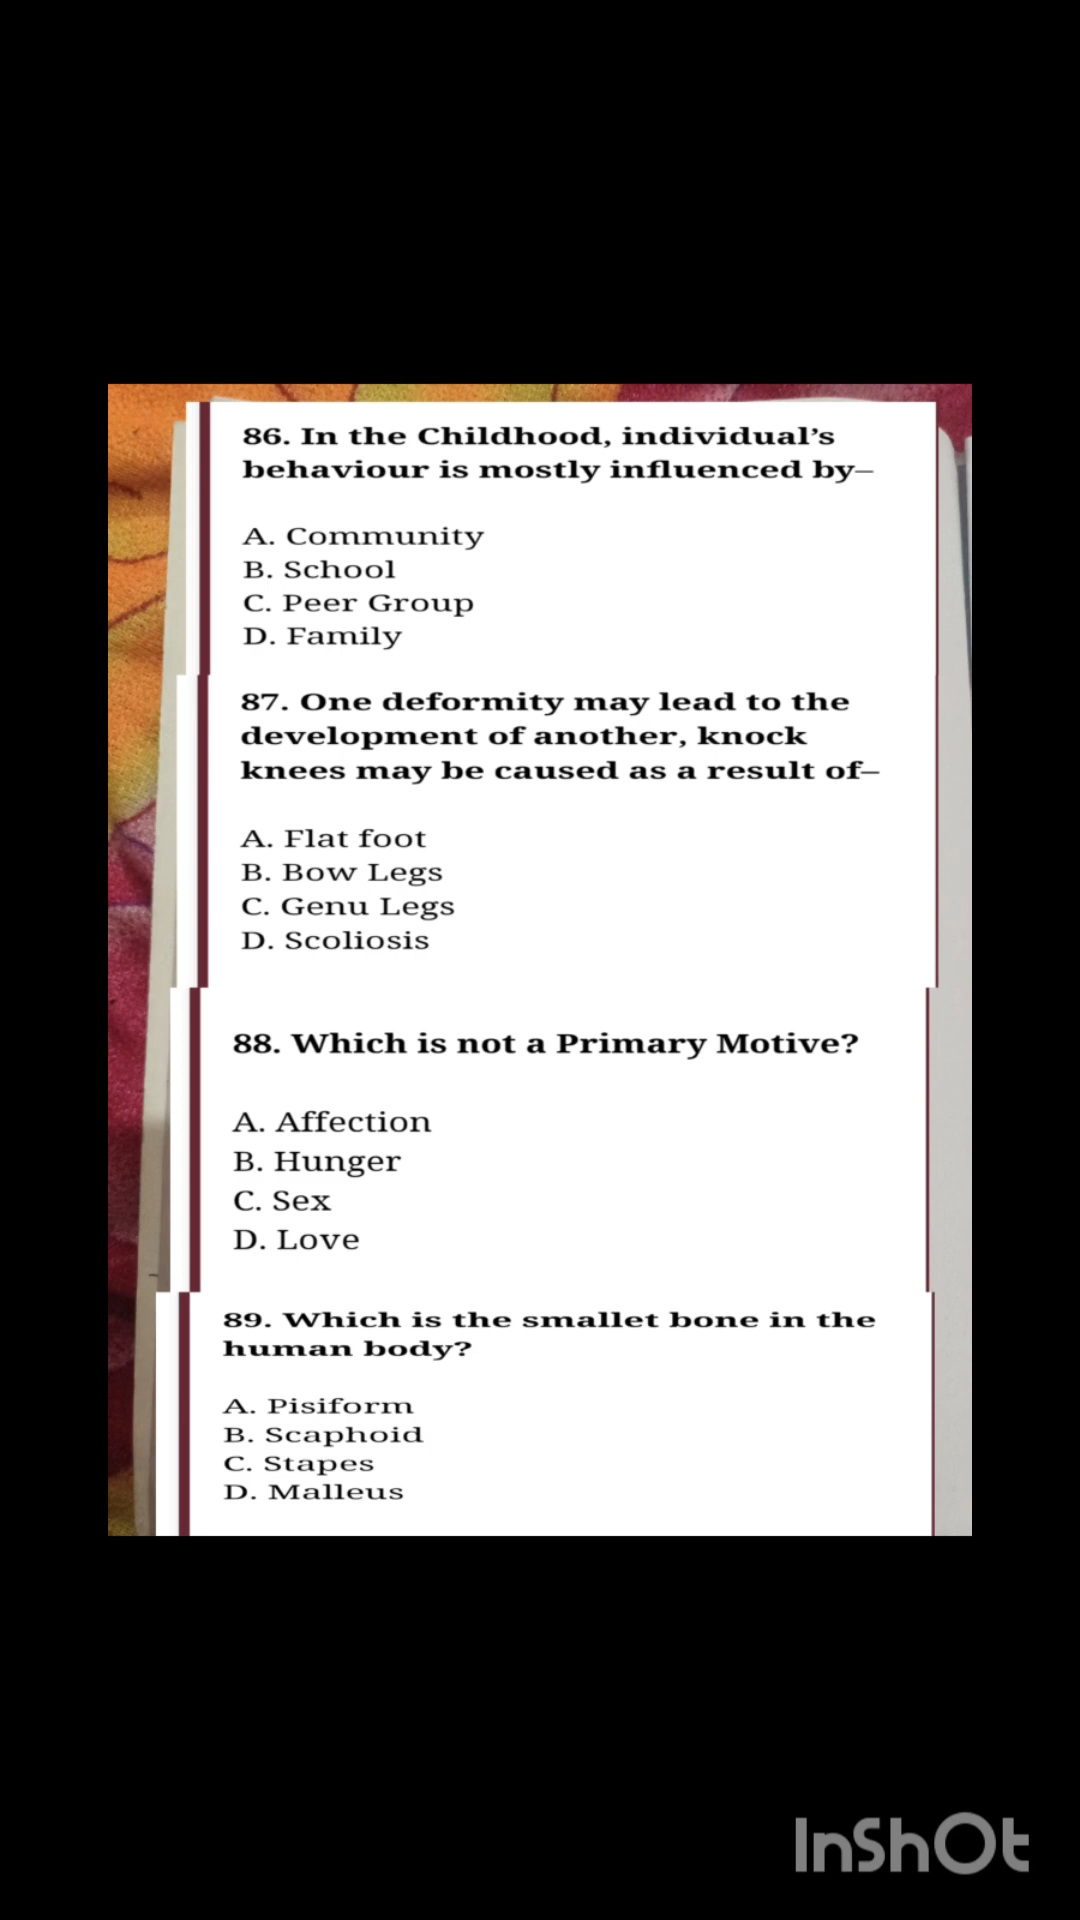 86. In the Childhood, individual’s
behaviour is mostly influenced by–
A. Community
B. School
C. Peer Group
D. Family
87. One deformity may lead to the
development of another, knock
knees may be caused as a result of–
A. Flat foot
B. Bow Legs
C. Genu Legs
D. Scoliosis
88. Which is not a Primary Motive?
A. Affection
B. Hunger
C. Sex
D. Love
89. Which is the smallet bone in the
human body?
A. Pisiform
B. Scaphoid
C. Stapes
D. Malleus
InShOt